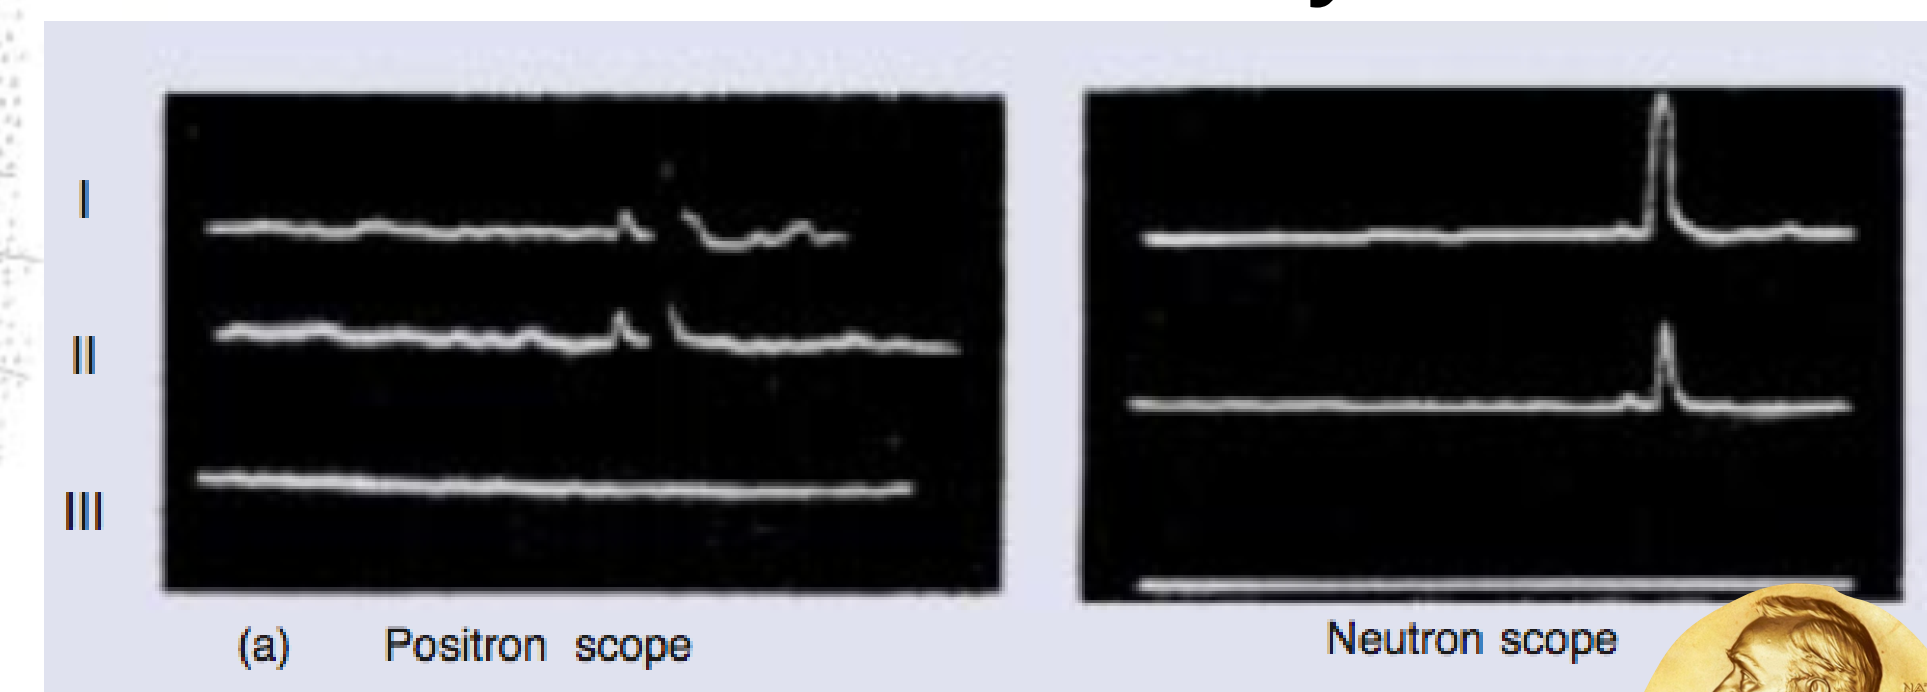 I
II
III
(a) Positron scope
Neutron scope